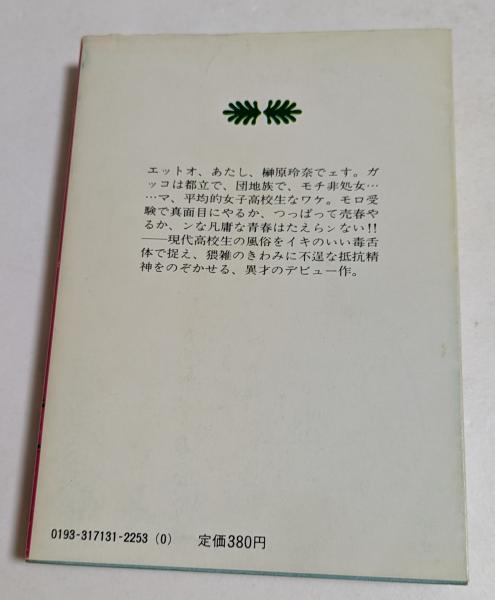 エットオ、あたし、榊原玲奈でェす。ガ
ッコは都立で、団地族で、モチ非処女…
…マ、平均的女子高校生なワケ。モロ受
験で真面目にやるか、つっぱって売春や
るか、ンな凡庸な青春はたえらンない!!
――現代高校生の風俗をイキのいい毒舌
体で捉え、猥雑のきわみに不逞な抵抗精
神をのぞかせる、異才のデビュー作。
0193-317131-2253 (0) 定価380円